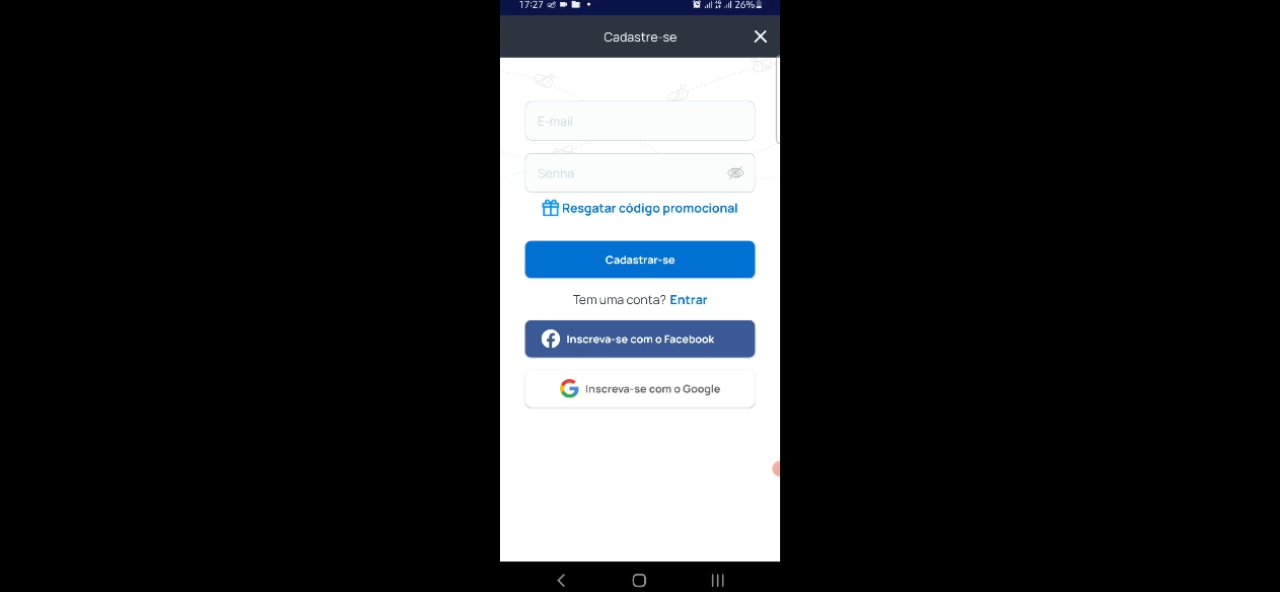 17:27 26%
Cadastre-se
E-mail
Senha
Resgatar código promocional
Cadastrar-se
Tem uma conta? Entrar
Inscreva-se com o Facebook
Inscreva-se com o Google